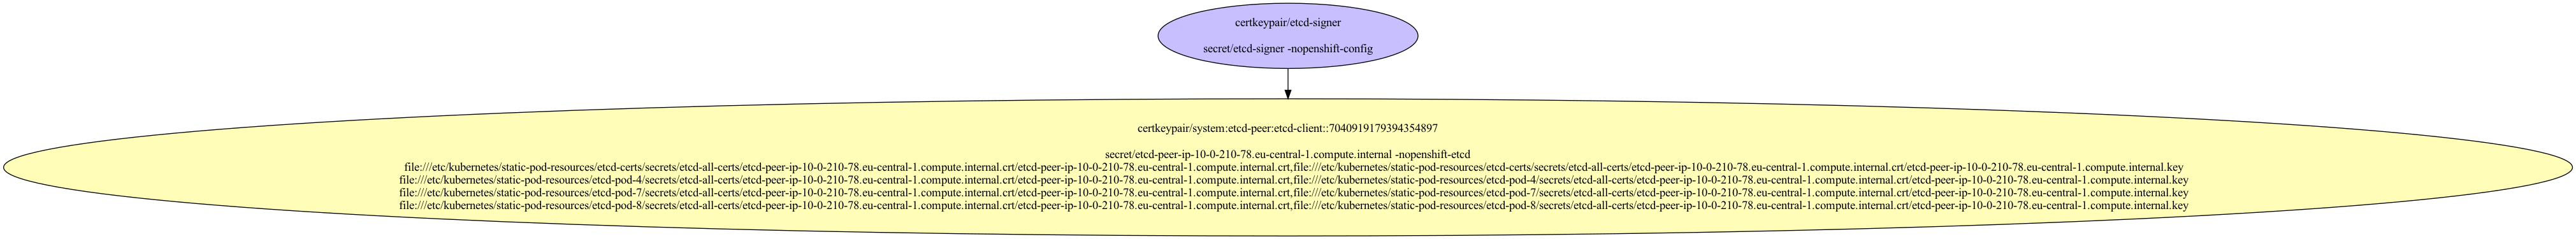 certkeypair/etcd-signer
secret/etcd-signer -nopenshift-config
certkeypair/system:etcd-peer:etcd-client::7040919179394354897
secret/etcd-peer-ip-10-0-210-78.eu-central-1.compute.internal -nopenshift-etcd
file:///etc/kubernetes/static-pod-resources/etcd-certs/secrets/etcd-all-certs/etcd-peer-ip-10-0-210-78.eu-central-1.compute.internal.crt/etcd-peer-ip-10-0-210-78.eu-central-1.compute.internal.crt,file:///etc/kubernetes/static-pod-resources/etcd-certs/secrets/etcd-all-certs/etcd-peer-ip-10-0-210-78.eu-central-1.compute.internal.crt/etcd-peer-ip-10-0-210-78.eu-central-1.compute.internal.key
file:///etc/kubernetes/static-pod-resources/etcd-pod-4/secrets/etcd-all-certs/etcd-peer-ip-10-0-210-78.eu-central-1.compute.internal.crt/etcd-peer-ip-10-0-210-78.eu-central-1.compute.internal.crt,file:///etc/kubernetes/static-pod-resources/etcd-pod-4/secrets/etcd-all-certs/etcd-peer-ip-10-0-210-78.eu-central-1.compute.internal.crt/etcd-peer-ip-10-0-210-78.eu-central-1.compute.internal.key
file:///etc/kubernetes/static-pod-resources/etcd-pod-7/secrets/etcd-all-certs/etcd-peer-ip-10-0-210-78.eu-central-1.compute.internal.crt/etcd-peer-ip-10-0-210-78.eu-central-1.compute.internal.crt,file:///etc/kubernetes/static-pod-resources/etcd-pod-7/secrets/etcd-all-certs/etcd-peer-ip-10-0-210-78.eu-central-1.compute.internal.crt/etcd-peer-ip-10-0-210-78.eu-central-1.compute.internal.key
file:///etc/kubernetes/static-pod-resources/etcd-pod-8/secrets/etcd-all-certs/etcd-peer-ip-10-0-210-78.eu-central-1.compute.internal.crt/etcd-peer-ip-10-0-210-78.eu-central-1.compute.internal.crt,file:///etc/kubernetes/static-pod-resources/etcd-pod-8/secrets/etcd-all-certs/etcd-peer-ip-10-0-210-78.eu-central-1.compute.internal.crt/etcd-peer-ip-10-0-210-78.eu-central-1.compute.internal.key